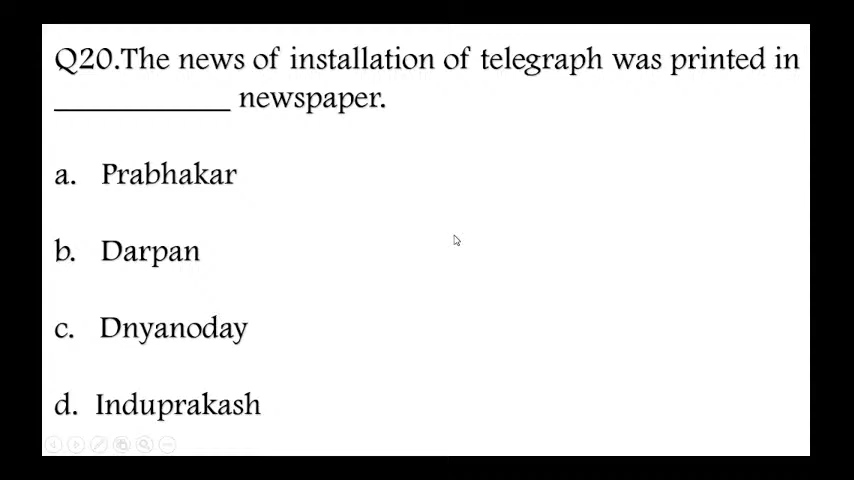 Q20.The news of installation of telegraph was printed in
____________ newspaper.
a. Prabhakar
b. Darpan
c. Dnyanoday
d. Induprakash